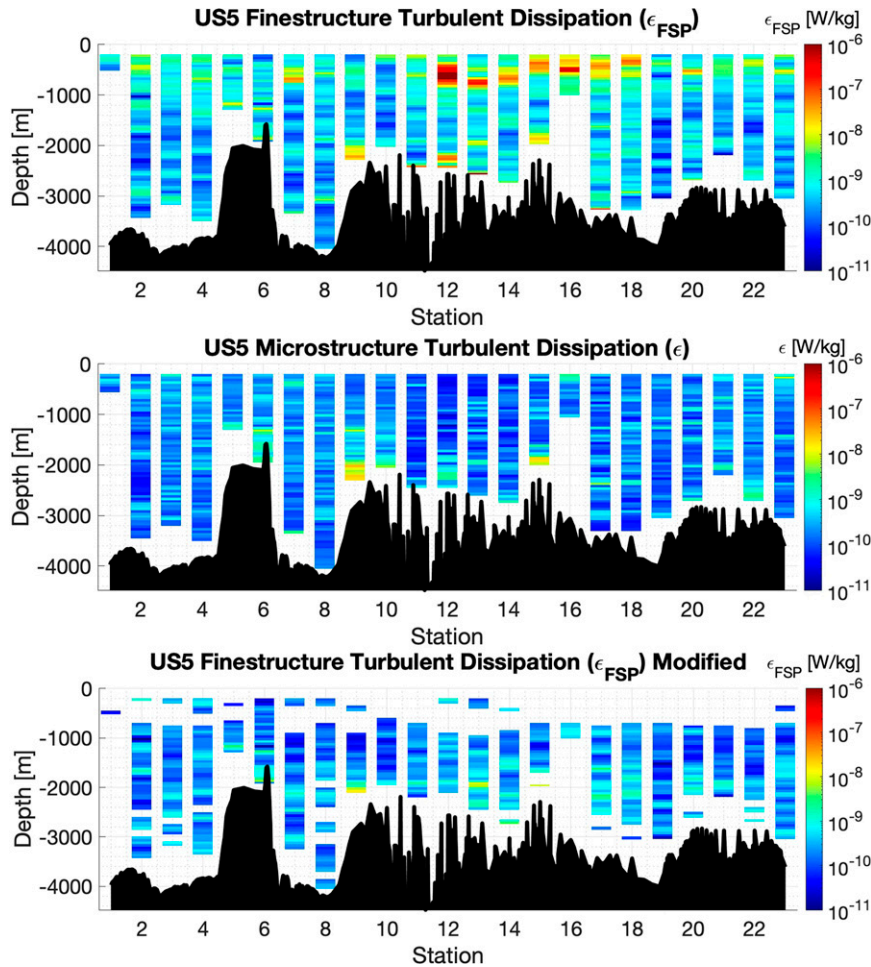 US5 Finestructure Turbulent Dissipation (ϵFSP)
ϵFSP [W/kg]
0
-1000
-2000
-3000
-4000
Depth [m]
2 4 6 8 10 12 14 16 18 20 22
Station
10-6
10-7
10-8
10-9
10-10
10-11
US5 Microstructure Turbulent Dissipation (ϵ)
ϵ [W/kg]
0
-1000
-2000
-3000
-4000
Depth [m]
2 4 6 8 10 12 14 16 18 20 22
Station
10-6
10-7
10-8
10-9
10-10
10-11
US5 Finestructure Turbulent Dissipation (ϵFSP) Modified
ϵFSP [W/kg]
0
-1000
-2000
-3000
-4000
Depth [m]
2 4 6 8 10 12 14 16 18 20 22
Station
10-6
10-7
10-8
10-9
10-10
10-11